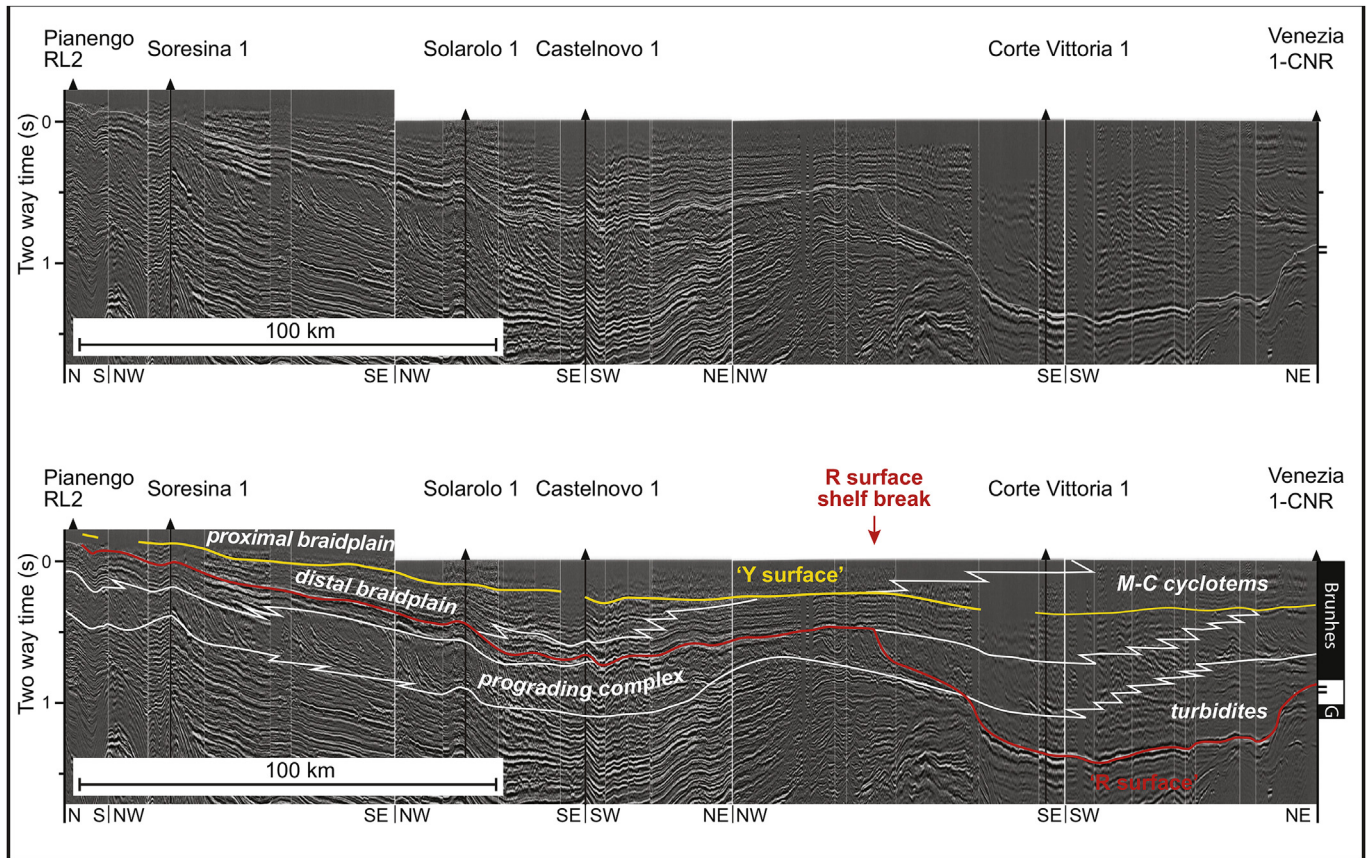 Pianengo
RL2
Soresina 1
Solarolo 1
Castelnovo 1
Corte Vittoria 1
Venezia
1-CNR
Two way time (s)
0
1
100 km
N S NW SE NW SE SW NE NW SE SW NE
Pianengo
RL2
Soresina 1
Solarolo 1
Castelnovo 1
R surface
shelf break
Corte Vittoria 1
Venezia
1-CNR
Two way time (s)
0
1
proximal braidplain
distal braidplain
'Y surface'
M-C cyclotems
prograding complex
turbidites
'R surface'
Brunhes
G
100 km
N S NW SE NW SE SW NE NW SE SW NE